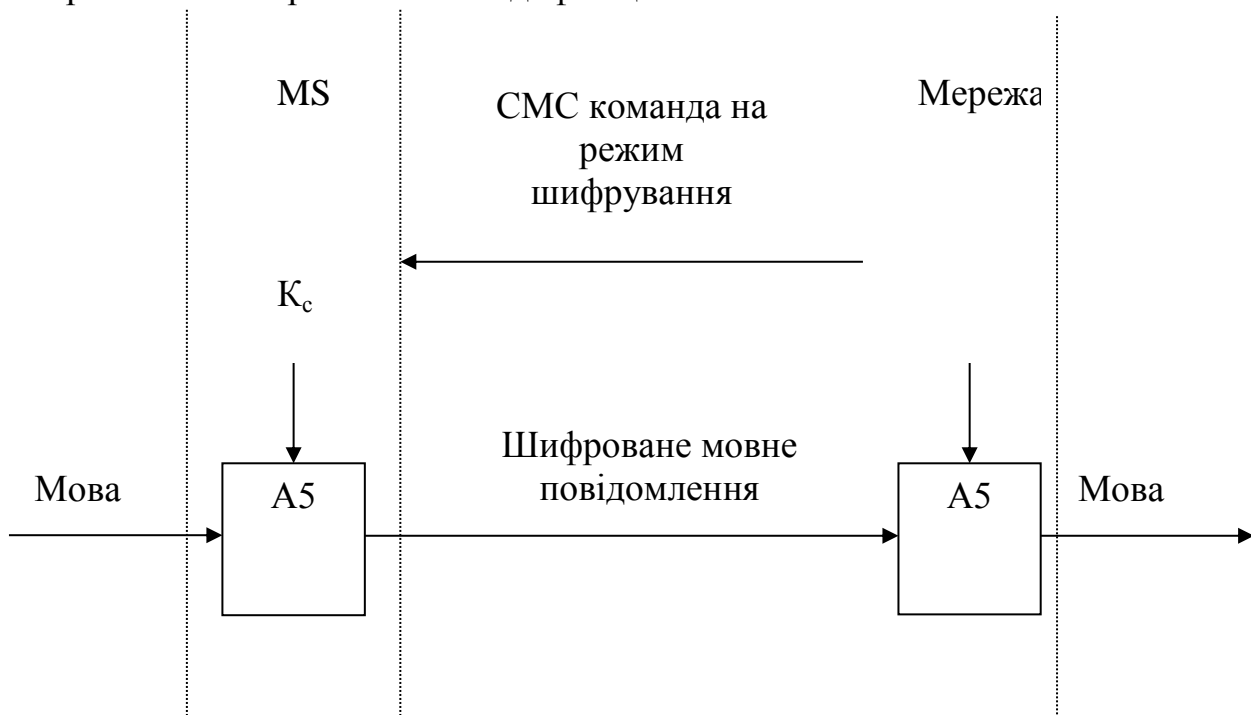 MS
СМС команда на
режим
шифрування
Мережа
Kc
Шифроване мовне
повідомлення
Мова
A5
A5
Мова